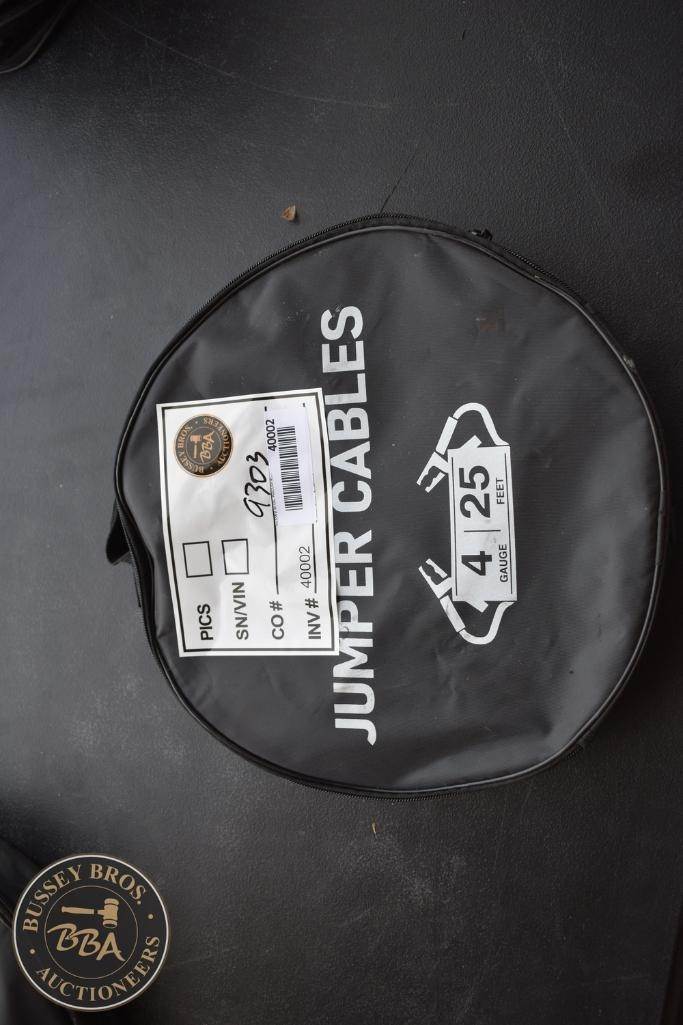 BUSSEY BROS.
BBA
AUCTIONEERS
PICS
SN/VIN
CO # 9303
40002
INV # 40002
JUMPER CABLES
4 | 25
GAUGE FEET
BUSSEY BROS.
BBA
AUCTIONEERS